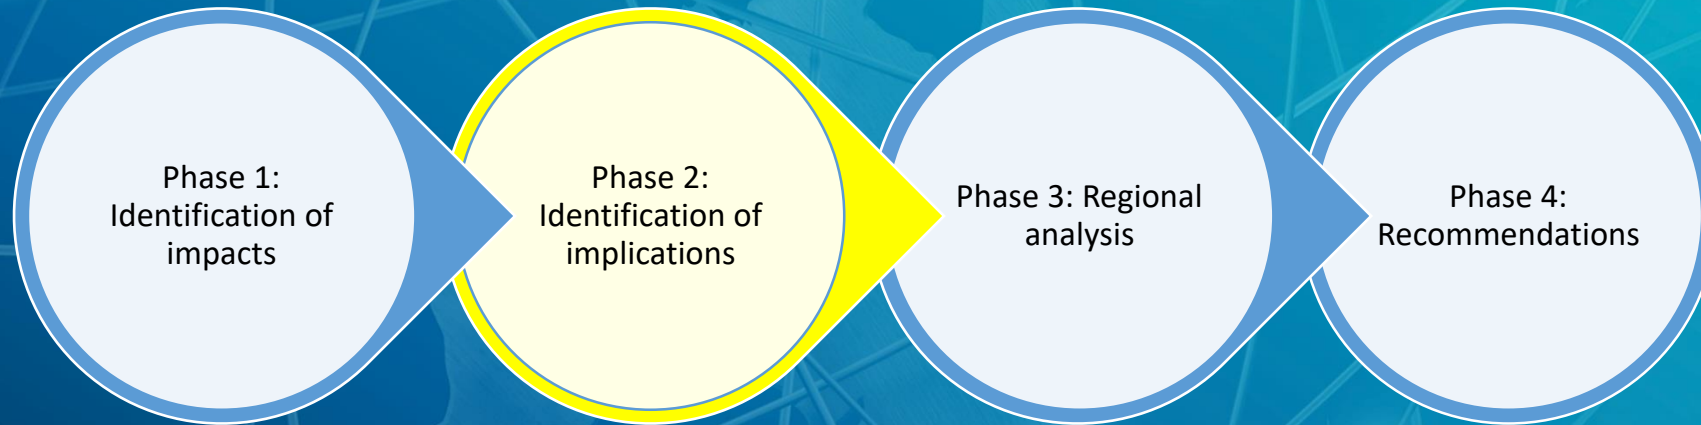 Phase 1:
Identification of
impacts
Phase 2:
Identification of
implications
Phase 3: Regional
analysis
Phase 4:
Recommendations